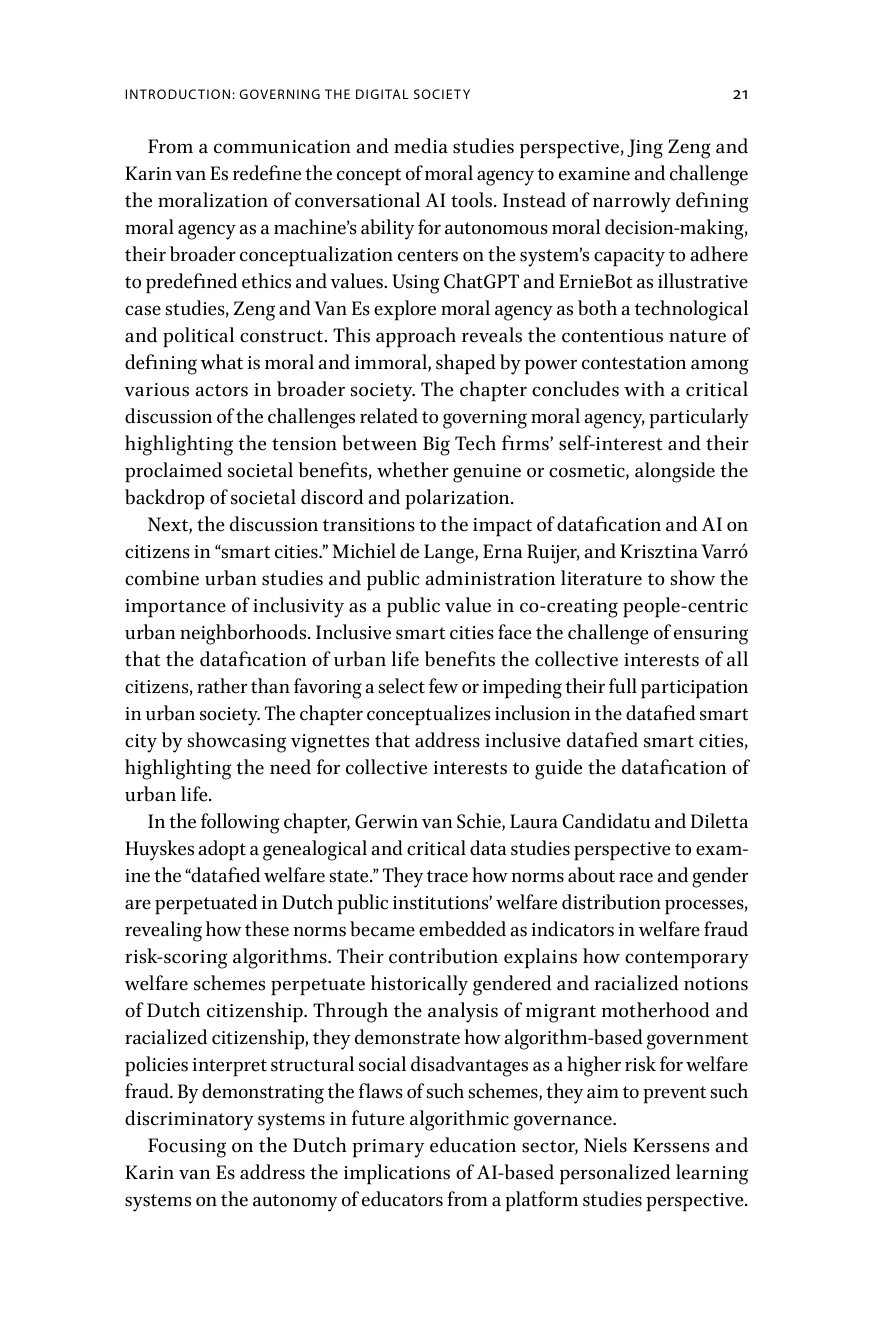 INTRODUCTION: GOVERNING THE DIGITAL SOCIETY 21
From a communication and media studies perspective, Jing Zeng and
Karin van Es redefine the concept of moral agency to examine and challenge
the moralization of conversational AI tools. Instead of narrowly defining
moral agency as a machine’s ability for autonomous moral decision-making,
their broader conceptualization centers on the system’s capacity to adhere
to predefined ethics and values. Using ChatGPT and ErnieBot as illustrative
case studies, Zeng and Van Es explore moral agency as both a technological
and political construct. This approach reveals the contentious nature of
defining what is moral and immoral, shaped by power contestation among
various actors in broader society. The chapter concludes with a critical
discussion of the challenges related to governing moral agency, particularly
highlighting the tension between Big Tech firms’ self-interest and their
proclaimed societal benefits, whether genuine or cosmetic, alongside the
backdrop of societal discord and polarization.
Next, the discussion transitions to the impact of datafication and AI on
citizens in “smart cities.” Michiel de Lange, Erna Ruijer, and Krisztina Varró
combine urban studies and public administration literature to show the
importance of inclusivity as a public value in co-creating people-centric
urban neighborhoods. Inclusive smart cities face the challenge of ensuring
that the datafication of urban life benefits the collective interests of all
citizens, rather than favoring a select few or impeding their full participation
in urban society. The chapter conceptualizes inclusion in the datafied smart
city by showcasing vignettes that address inclusive datafied smart cities,
highlighting the need for collective interests to guide the datafication of
urban life.
In the following chapter, Gerwin van Schie, Laura Candidatu and Diletta
Huyskes adopt a genealogical and critical data studies perspective to exam-
ine the “datafied welfare state.” They trace how norms about race and gender
are perpetuated in Dutch public institutions’ welfare distribution processes,
revealing how these norms became embedded as indicators in welfare fraud
risk-scoring algorithms. Their contribution explains how contemporary
welfare schemes perpetuate historically gendered and racialized notions
of Dutch citizenship. Through the analysis of migrant motherhood and
racialized citizenship, they demonstrate how algorithm-based government
policies interpret structural social disadvantages as a higher risk for welfare
fraud. By demonstrating the flaws of such schemes, they aim to prevent such
discriminatory systems in future algorithmic governance.
Focusing on the Dutch primary education sector, Niels Kerssens and
Karin van Es address the implications of AI-based personalized learning
systems on the autonomy of educators from a platform studies perspective.